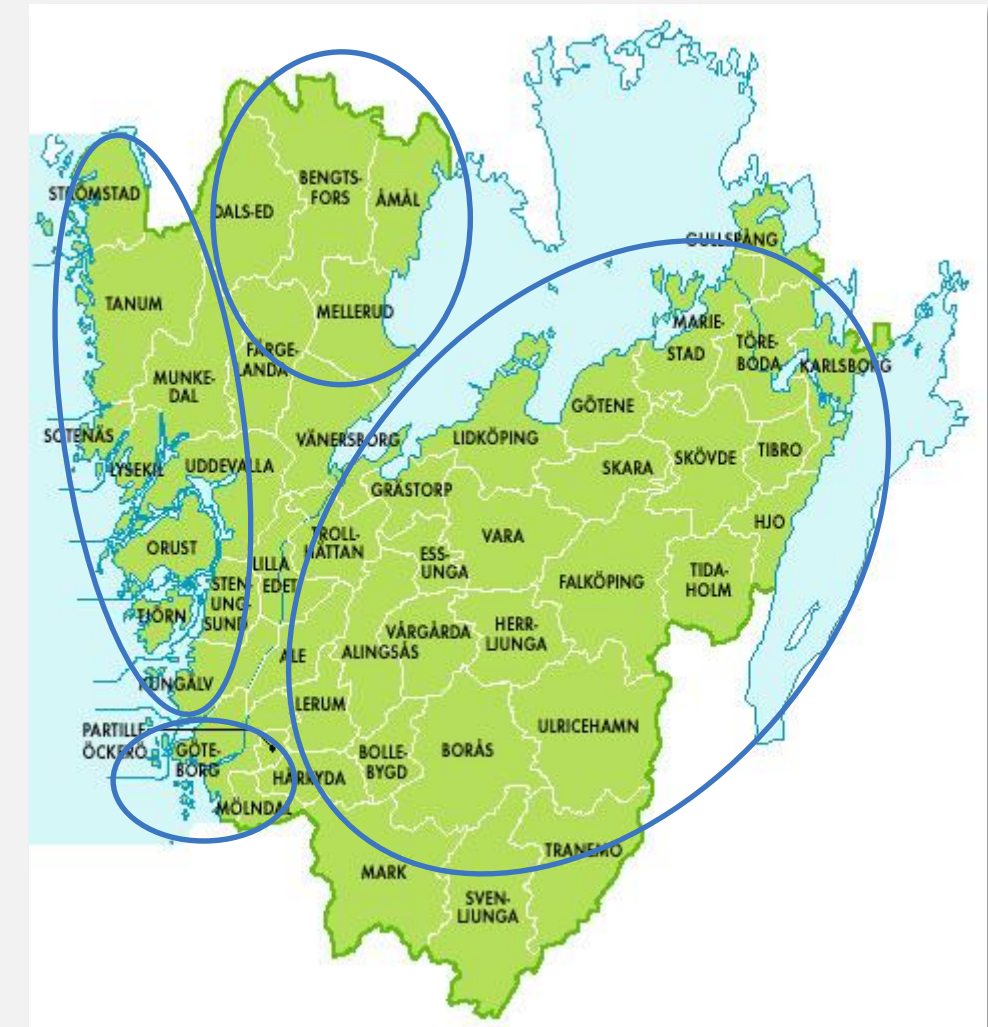 BENGTS-
FORS
STRÖMSTAD
ÅMÅL
DALS-ED
GULLSPÅNG
TANUM
MELLERUD
MARIE-
STAD
TÖRE-
BODA
KARLSBORG
FÄRGE-
LANDA
MUNKE-
DAL
GÖTENE
SOTENÄS
VÄNERSBORG
LIDKÖPING
TIBRO
LYSEKIL
UDDEVALLA
SKARA
SKÖVDE
GRÄSTORP
HJO
TROLL-
HÄTTAN
VARA
ORUST
ESS-
UNGA
LILLA
EDET
FALKÖPING
TIDA-
HOLM
STEN-
UNG-
SUND
TJÖRN
VÅRGÅRDA
HERR-
LJUNGA
ALE
ALINGSÅS
KUNGÄLV
LERUM
ULRICEHAMN
PARTILLE
ÖCKERÖ
GÖTE-
BORG
BOLLE-
BYGD
BORÅS
HÄRRYDA
MÖLNDAL
TRANEMO
MARK
SVEN-
LJUNGA